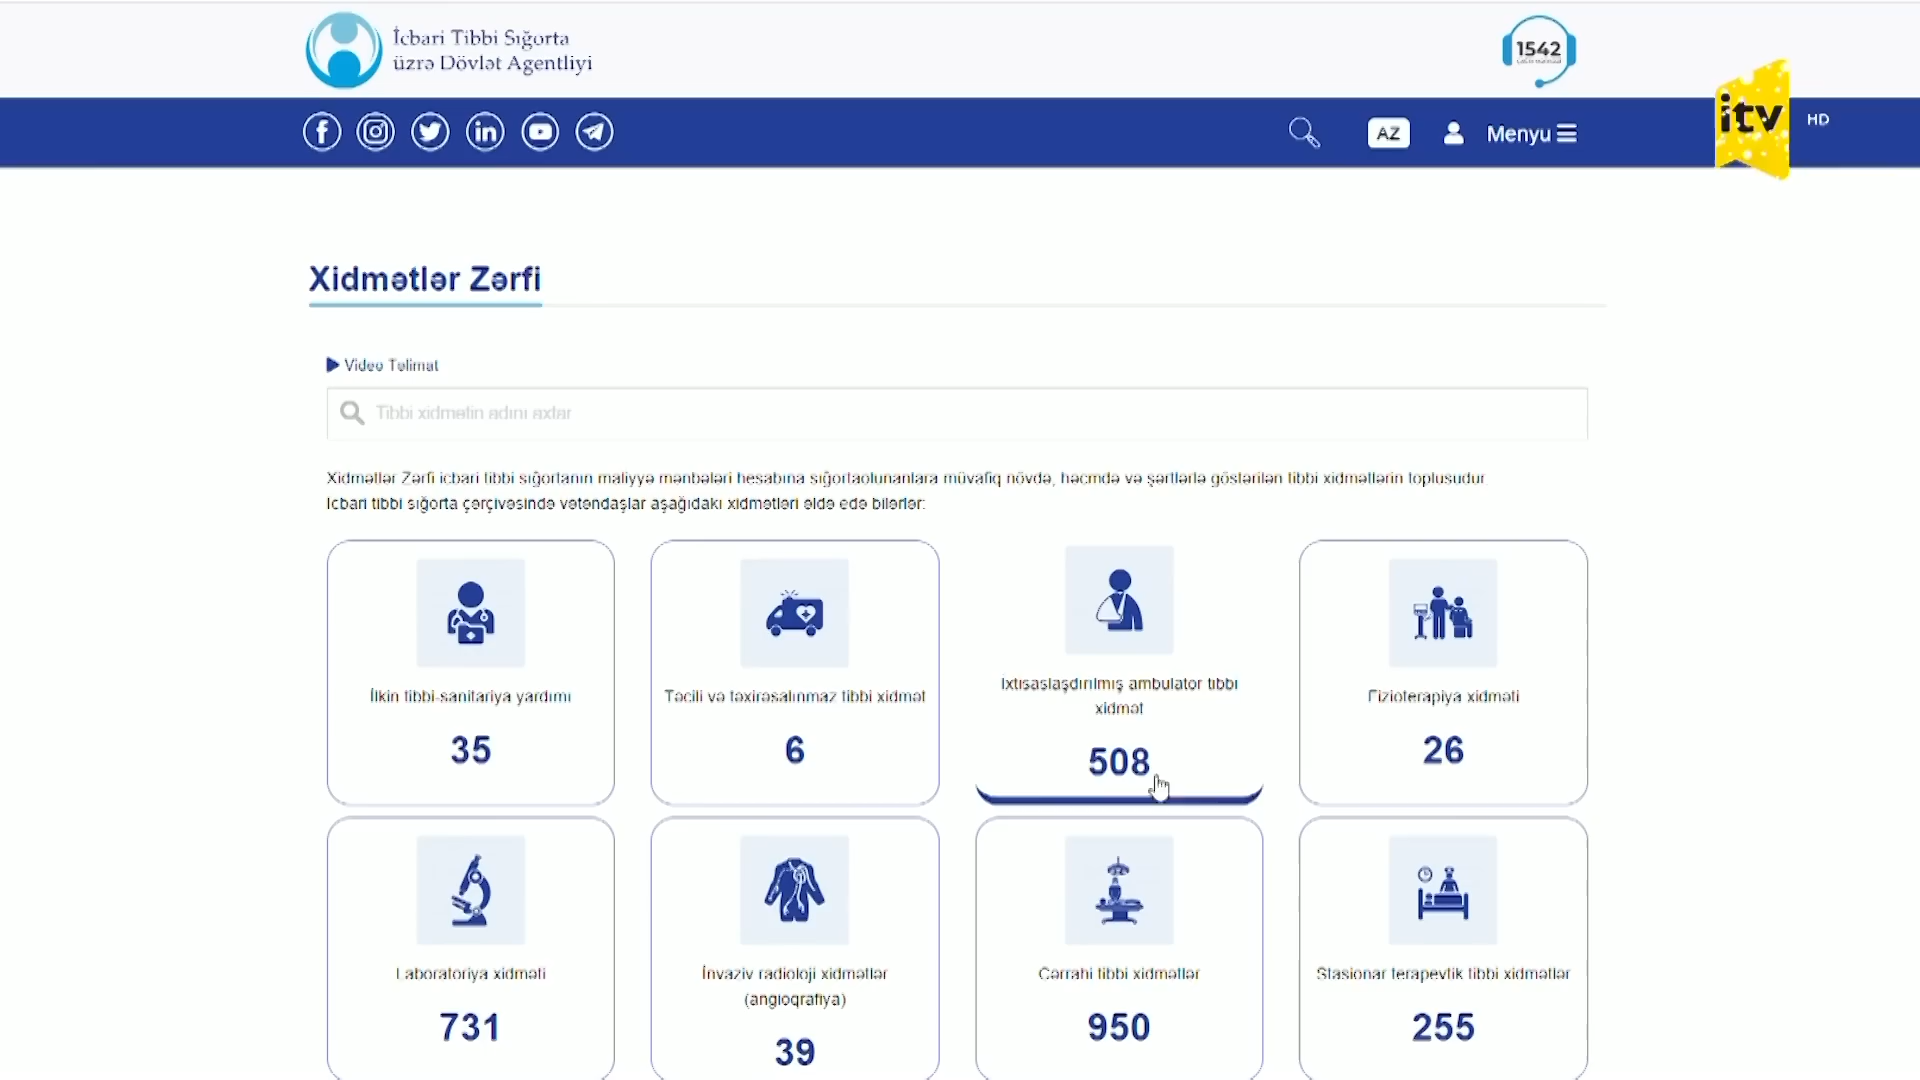 İcbari Tibbi Sığorta
üzrə Dövlət Agentliyi
1542
itv HD
AZ
Menyu
Xidmətlər Zərfi
Video Təlimat
Tibbi xidmətin adını axtar
Xidmətlər Zərfi icbari tibbi sığortanın maliyyə mənbələri hesabına sığortaolunanlara müvafiq növdə, həcmdə və şərtlərlə göstərilən tibbi xidmətlərin toplusudur
İcbari tibbi sığorta çərçivəsində vətəndaşlar aşağıdakı xidmətləri əldə edə bilərlər:
İlkin tibbi-sanitariya yardımı
35
Təcili və təxirəsalınmaz tibbi xidmət
6
İxtisaslaşdırılmış ambulator tibbi
xidmət
508
Fizioterapiya xidməti
26
Laboratoriya xidməti
731
İnvaziv radioloji xidmətlər
(angioqrafiya)
39
Cərrahi tibbi xidmətlər
950
Stasionar terapevtik tibbi xidmətlər
255